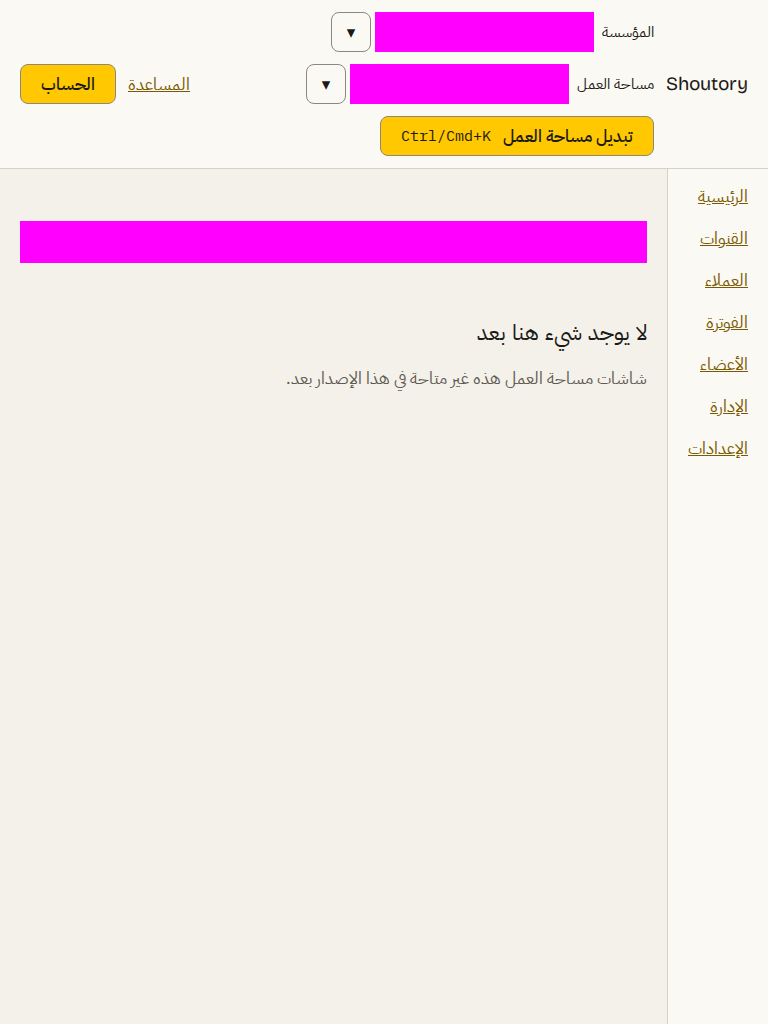 المؤسسة ▼
Shoutory
مساحة العمل ▼
تبديل مساحة العمل Ctrl/Cmd+K
المساعدة
الحساب
الرئيسية
القنوات
العملاء
الفوترة
الأعضاء
الإدارة
الإعدادات
لا يوجد شيء هنا بعد
شاشات مساحة العمل هذه غير متاحة في هذا الإصدار بعد.